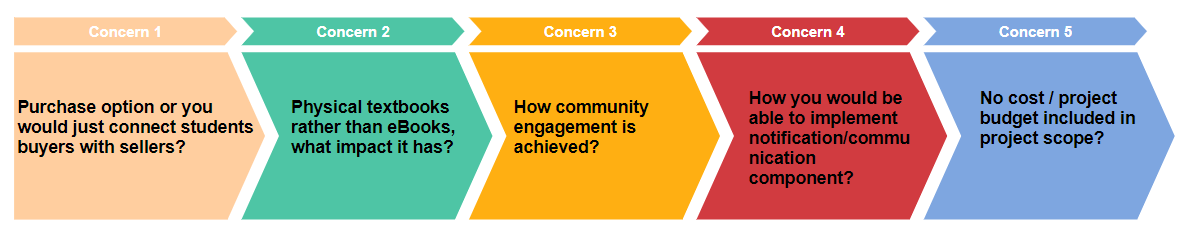 Concern 1
Concern 2
Concern 3
Concern 4
Concern 5
Purchase option or you
would just connect students
buyers with sellers?
Physical textbooks
rather than eBooks,
what impact it has?
How community
engagement is
achieved?
How you would be
able to implement
notification/commu
nication
component?
No cost / project
budget included in
project scope?